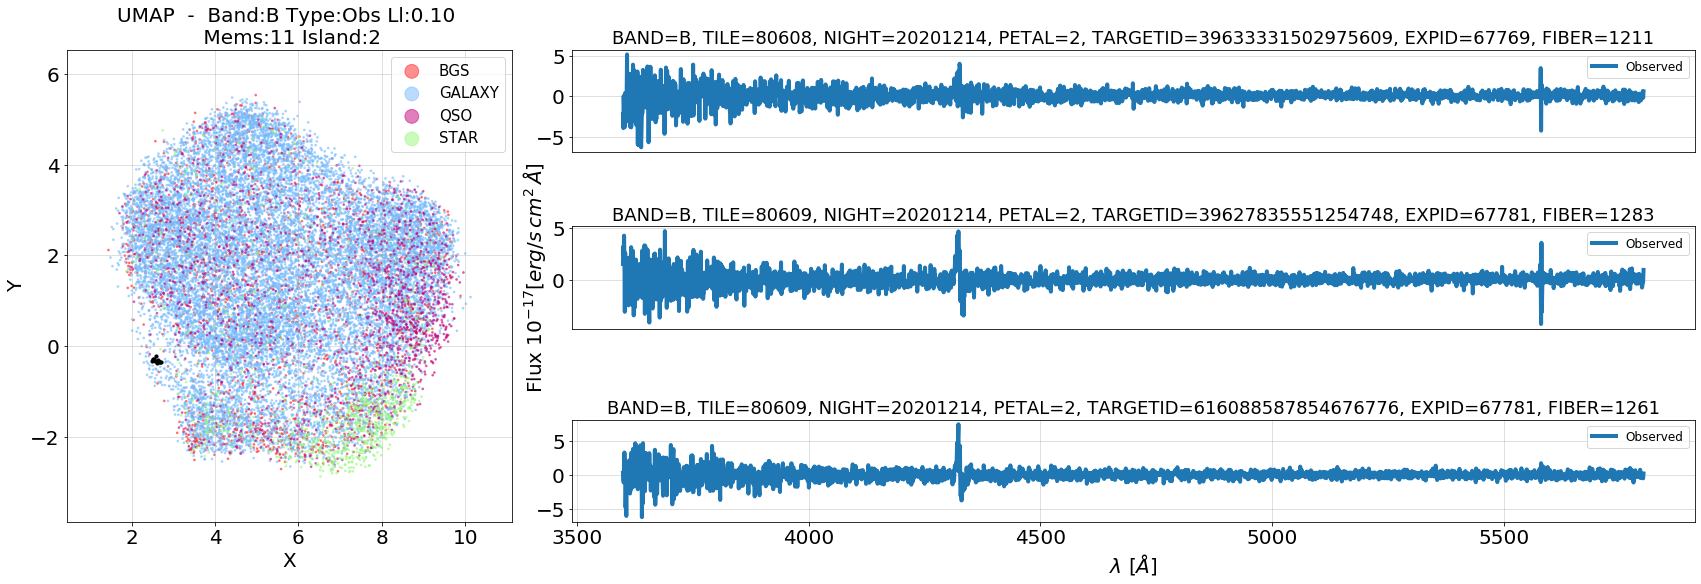 UMAP - Band:B Type:Obs Ll:0.10
Mems:11 Island:2
BGS
GALAXY
QSO
STAR
6
4
2
0
−2
Y
2
4
6
8
10
X
Flux 10⁻¹⁷[erg/s cm² Å]
BAND=B, TILE=80608, NIGHT=20201214, PETAL=2, TARGETID=39633331502975609, EXPID=67769, FIBER=1211
Observed
5
0
−5
BAND=B, TILE=80609, NIGHT=20201214, PETAL=2, TARGETID=39627835551254748, EXPID=67781, FIBER=1283
Observed
5
0
BAND=B, TILE=80609, NIGHT=20201214, PETAL=2, TARGETID=616088587854676776, EXPID=67781, FIBER=1261
Observed
5
0
−5
3500
4000
4500
5000
5500
λ [Å]